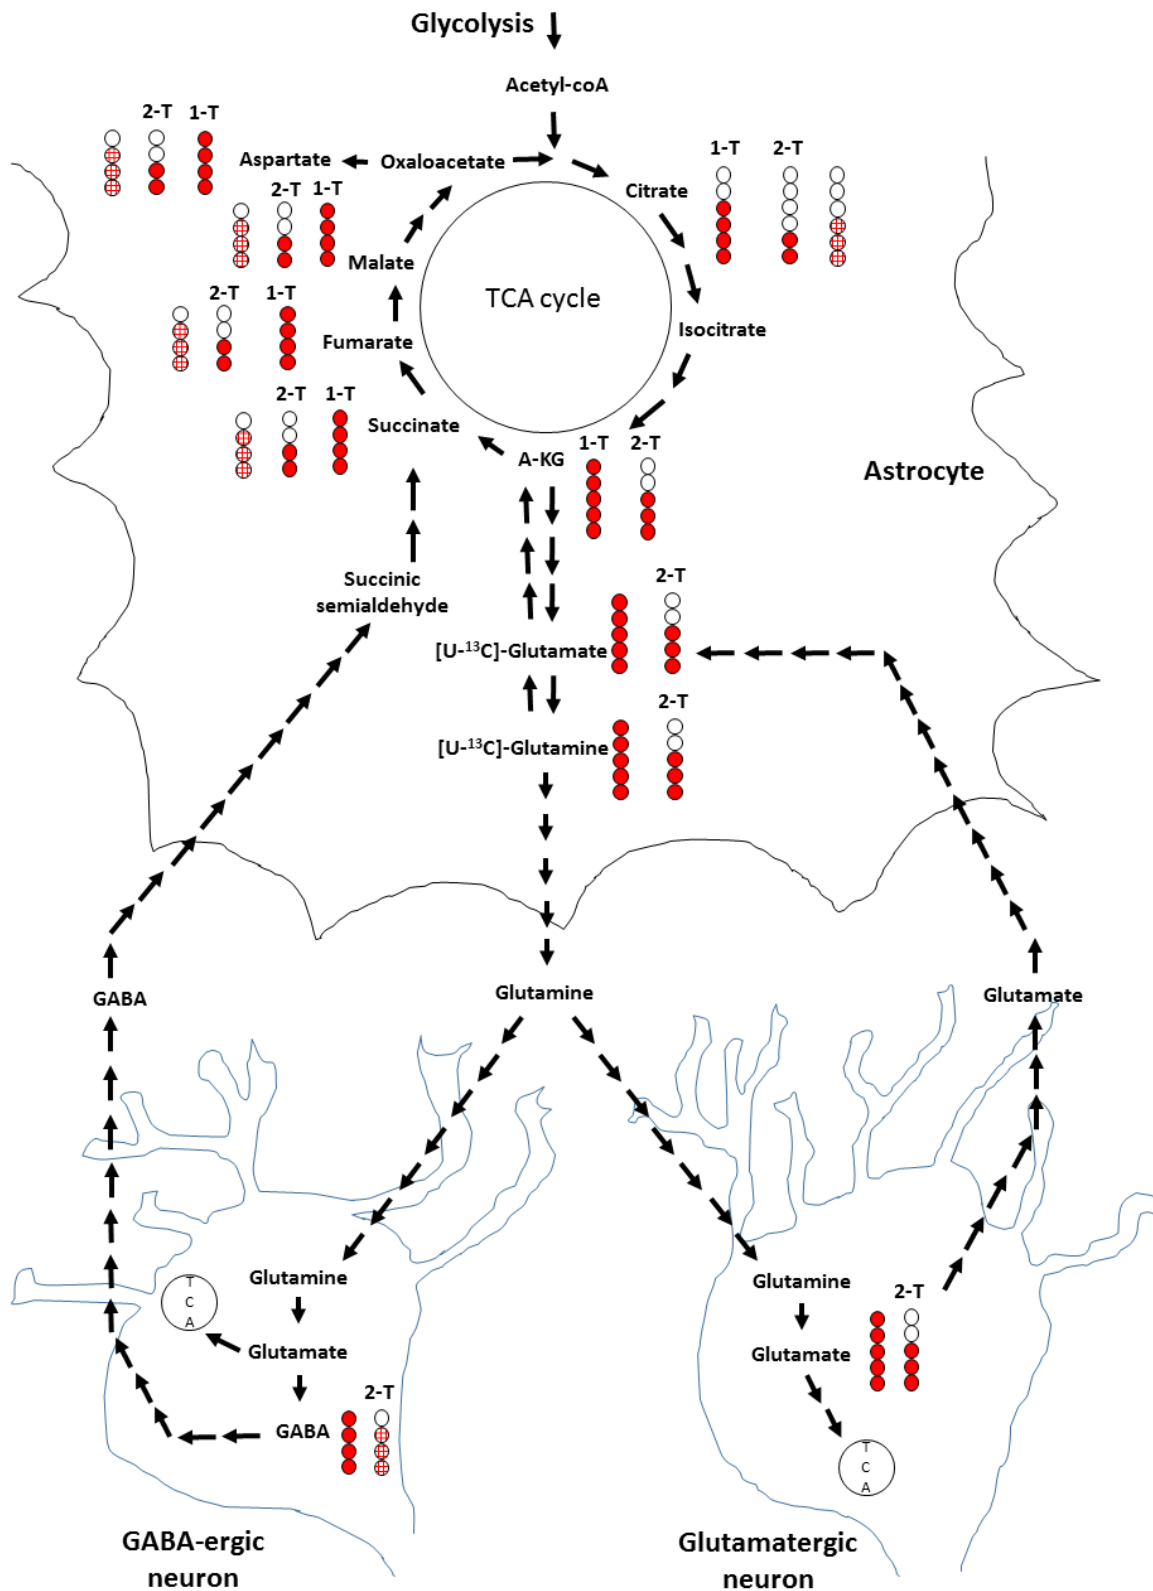 Glycolysis
Acetyl-coA
2-T 1-T
Aspartate
Oxaloacetate
1-T 2-T
Citrate
2-T 1-T
Malate
TCA cycle
2-T 1-T
Fumarate
Isocitrate
2-T 1-T
Succinate
A-KG
1-T 2-T
Astrocyte
Succinic
semialdehyde
2-T
[U-¹³C]-Glutamate
2-T
[U-¹³C]-Glutamine
GABA
Glutamine
Glutamate
Glutamine
T
C
A
Glutamate
2-T
GABA
Glutamine
2-T
Glutamate
T
C
A
GABA-ergic
neuron
Glutamatergic
neuron